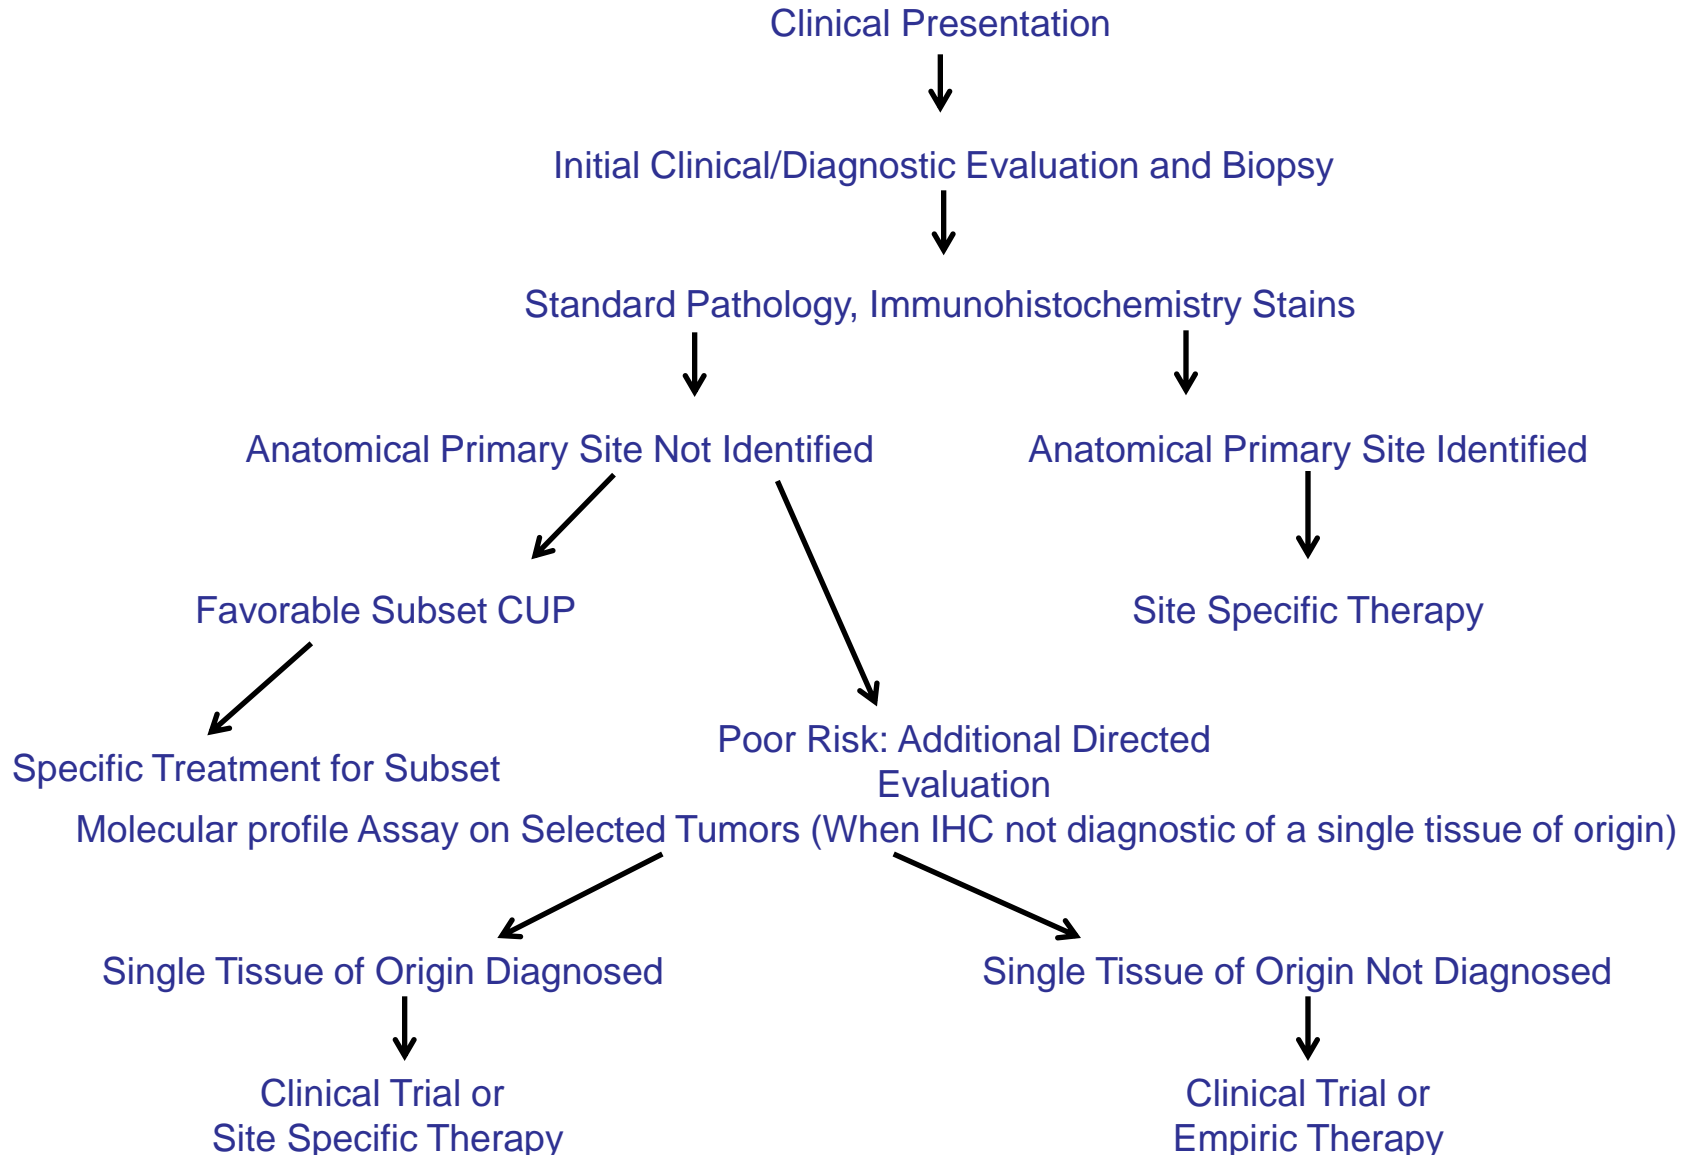 Clinical Presentation
Initial Clinical/Diagnostic Evaluation and Biopsy
Standard Pathology, Immunohistochemistry Stains
Anatomical Primary Site Not Identified
Anatomical Primary Site Identified
Favorable Subset CUP
Site Specific Therapy
Specific Treatment for Subset
Poor Risk: Additional Directed
Evaluation
Molecular profile Assay on Selected Tumors (When IHC not diagnostic of a single tissue of origin)
Single Tissue of Origin Diagnosed
Single Tissue of Origin Not Diagnosed
Clinical Trial or
Site Specific Therapy
Clinical Trial or
Empiric Therapy